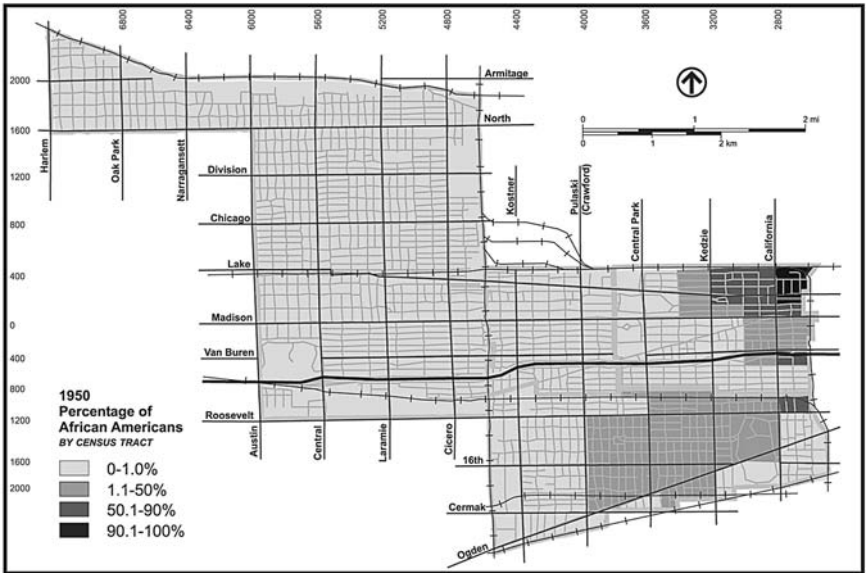 6800
6400
6000
5600
5200
4800
4400
4000
3600
3200
2800
2000
1600
1200
800
400
0
400
800
1200
1600
2000
Armitage
North
Division
Chicago
Lake
Madison
Van Buren
Roosevelt
16th
Cermak
Ogden
Harlem
Oak Park
Narragansett
Kostner
Pulaski
(Crawford)
Central Park
Kedzie
California
Austin
Central
Laramie
Cicero
0 1 2 mi
0 1 2 km
1950
Percentage of
African Americans
BY CENSUS TRACT
0-1.0%
1.1-50%
50.1-90%
90.1-100%